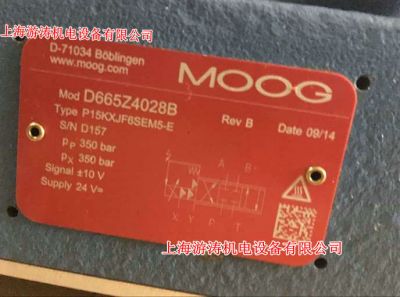 上海游涛机电设备有限公司
D-71034 Böblingen
www.moog.com
MOOG
Mod D665Z4028B
Type P15KXJF6SEM5-E
Rev B
Date 09/14
S/N D157
pP 350 bar
pX 350 bar
Signal ±10 V
Supply 24 V=
A B
X Y P T
上海游涛机电设备有限公司